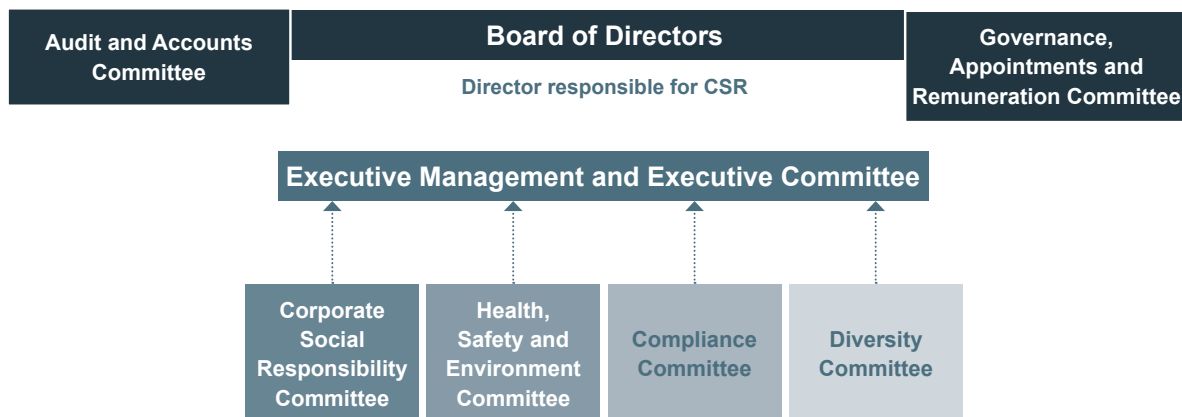 Audit and Accounts
Committee
Board of Directors
Director responsible for CSR
Governance,
Appointments and
Remuneration Committee
Executive Management and Executive Committee
Corporate
Social
Responsibility
Committee
Health,
Safety and
Environment
Committee
Compliance
Committee
Diversity
Committee